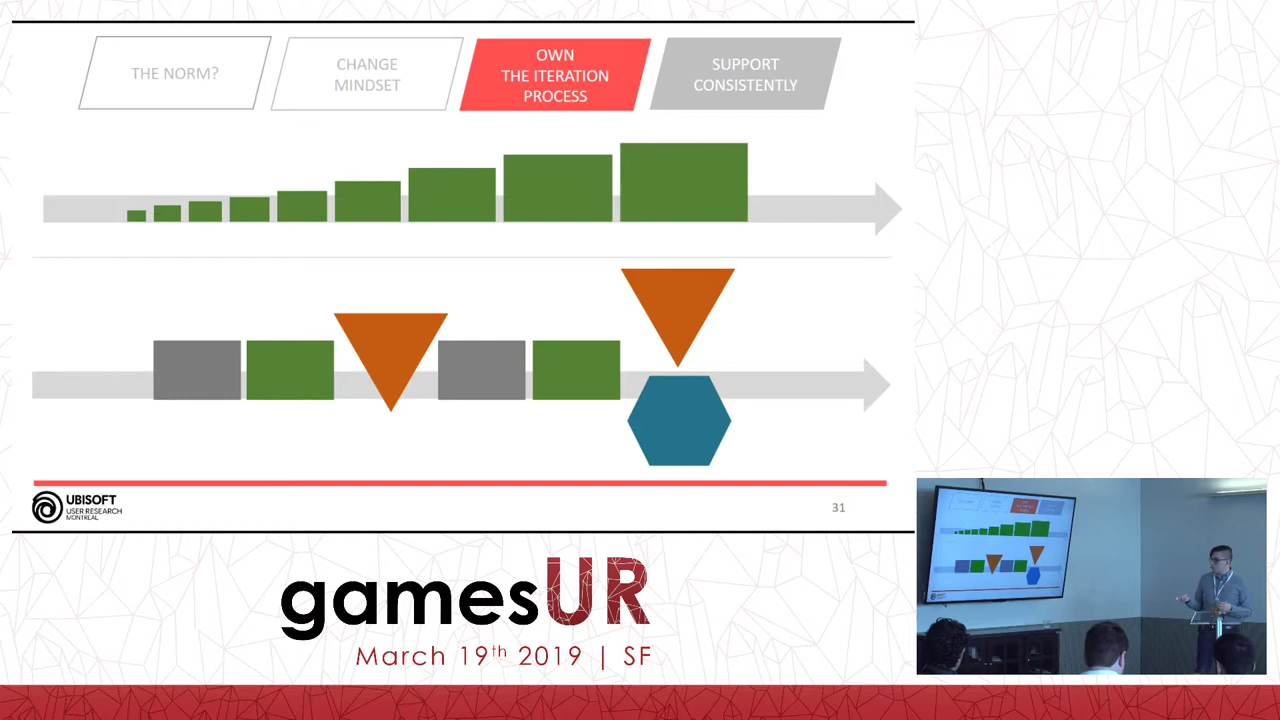 THE NORM?
CHANGE
MINDSET
OWN
THE ITERATION
PROCESS
SUPPORT
CONSISTENTLY
UBISOFT
USER RESEARCH
MONTREAL
31
gamesUR
March 19th 2019 | SF